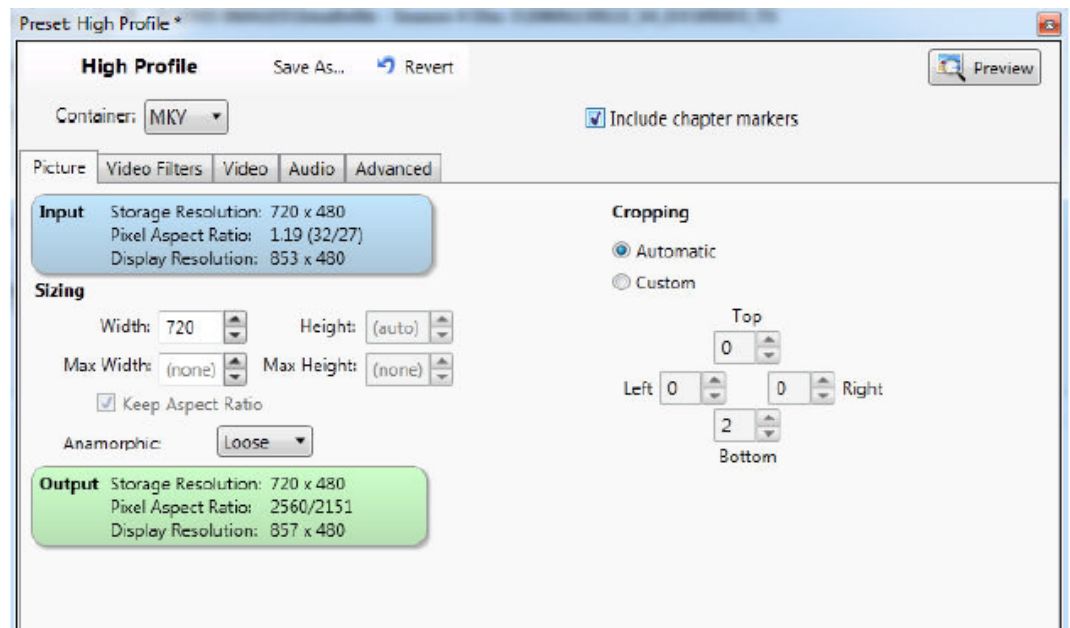 Preset: High Profile *
High Profile Save As... Revert Preview
Container: MKV Include chapter markers
Picture Video Filters Video Audio Advanced
Input Storage Resolution: 720 x 480
Pixel Aspect Ratio: 1.19 (32/27)
Display Resolution: 853 x 480
Sizing
Width: 720 Height: (auto)
Max Width: (none) Max Height: (none)
Keep Aspect Ratio
Anamorphic: Loose
Output Storage Resolution: 720 x 480
Pixel Aspect Ratio: 2560/2151
Display Resolution: 857 x 480
Cropping
Automatic
Custom
Top
0
Left 0 0 Right
2
Bottom